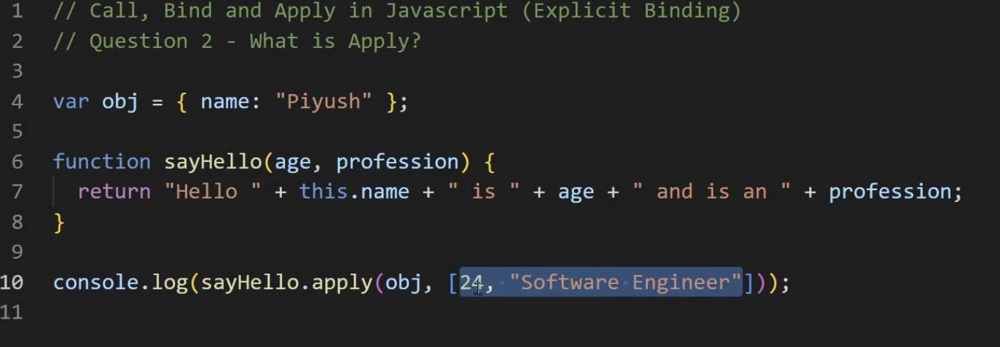 1 // Call, Bind and Apply in Javascript (Explicit Binding)
2 // Question 2 - What is Apply?
3
4 var obj = { name: "Piyush" };
5
6 function sayHello(age, profession) {
7 return "Hello " + this.name + " is " + age + " and is an " + profession;
8 }
9
10 console.log(sayHello.apply(obj, [24, "Software Engineer"]));
11